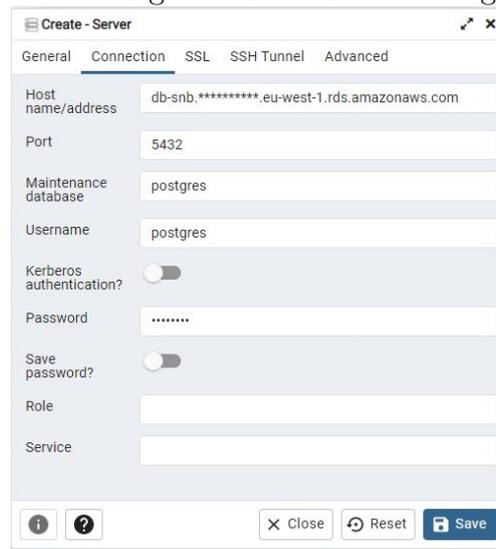 Create - Server
General Connection SSL SSH Tunnel Advanced
Host
name/address
db-snb.**********.eu-west-1.rds.amazonaws.com
Port
5432
Maintenance
database
postgres
Username
postgres
Kerberos
authentication?
Password
••••••••
Save
password?
Role
Service
Close Reset Save